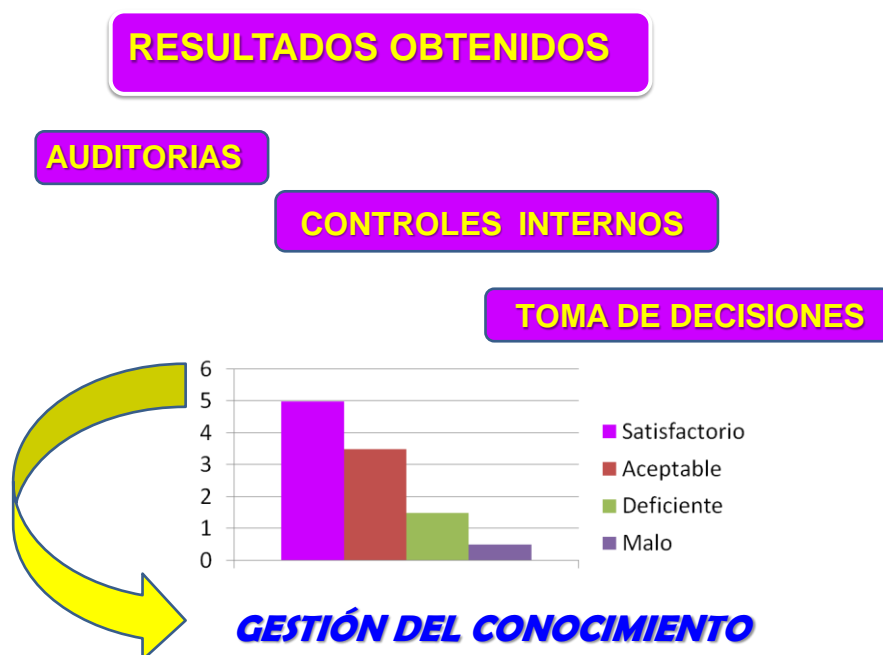 RESULTADOS OBTENIDOS
AUDITORIAS
CONTROLES INTERNOS
TOMA DE DECISIONES
6
5
4
3
2
1
0
Satisfactorio
Aceptable
Deficiente
Malo
GESTIÓN DEL CONOCIMIENTO